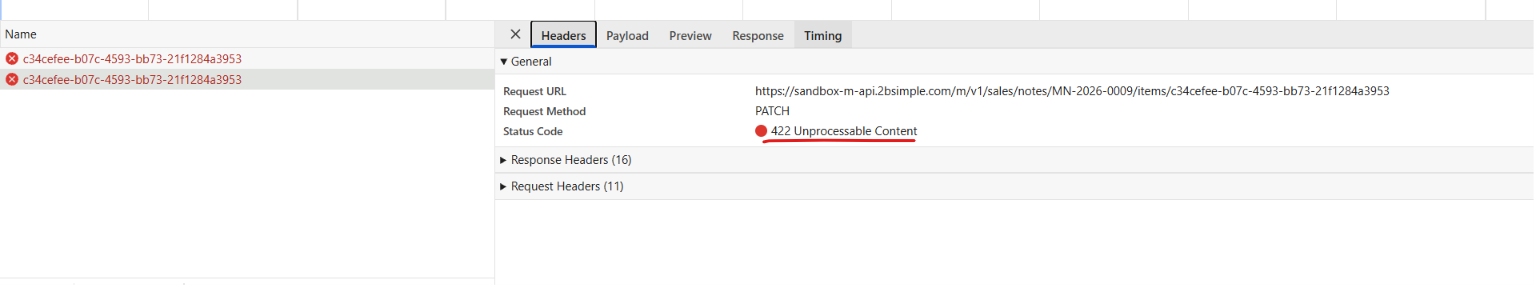 Name
c34cefee-b07c-4593-bb73-21f1284a3953
c34cefee-b07c-4593-bb73-21f1284a3953
Headers Payload Preview Response Timing
General
Request URL https://sandbox-m-api.2bsimple.com/m/v1/sales/notes/MN-2026-0009/items/c34cefee-b07c-4593-bb73-21f1284a3953
Request Method PATCH
Status Code 422 Unprocessable Content
Response Headers (16)
Request Headers (11)